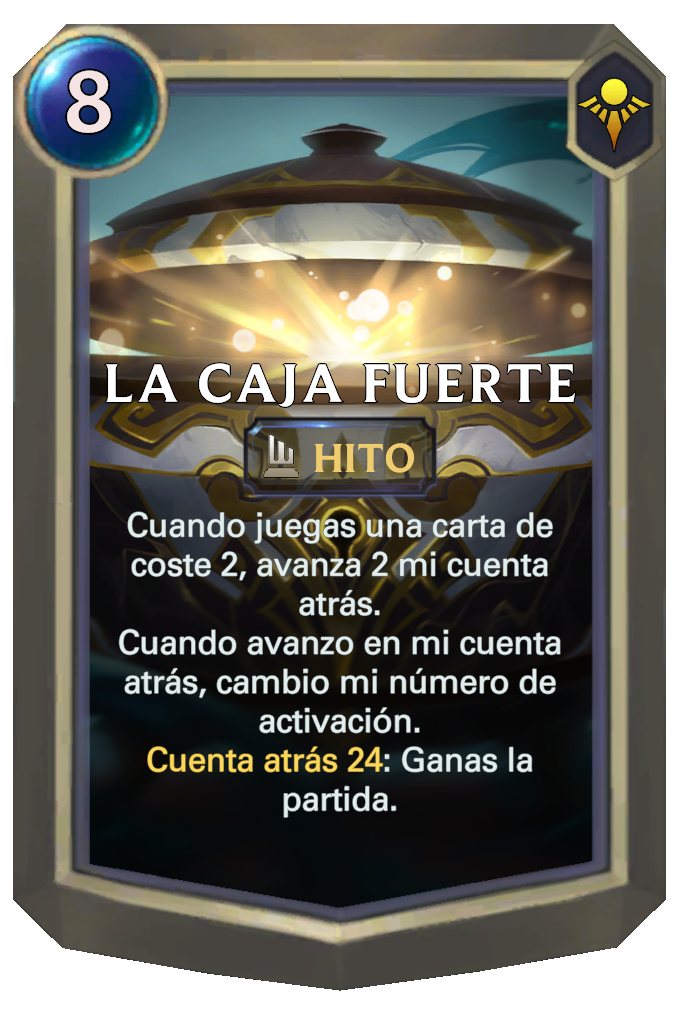 8
LA CAJA FUERTE
HITO
Cuando juegas una carta de
coste 2, avanza 2 mi cuenta
atrás.
Cuando avanzo en mi cuenta
atrás, cambio mi número de
activación.
Cuenta atrás 24: Ganas la
partida.